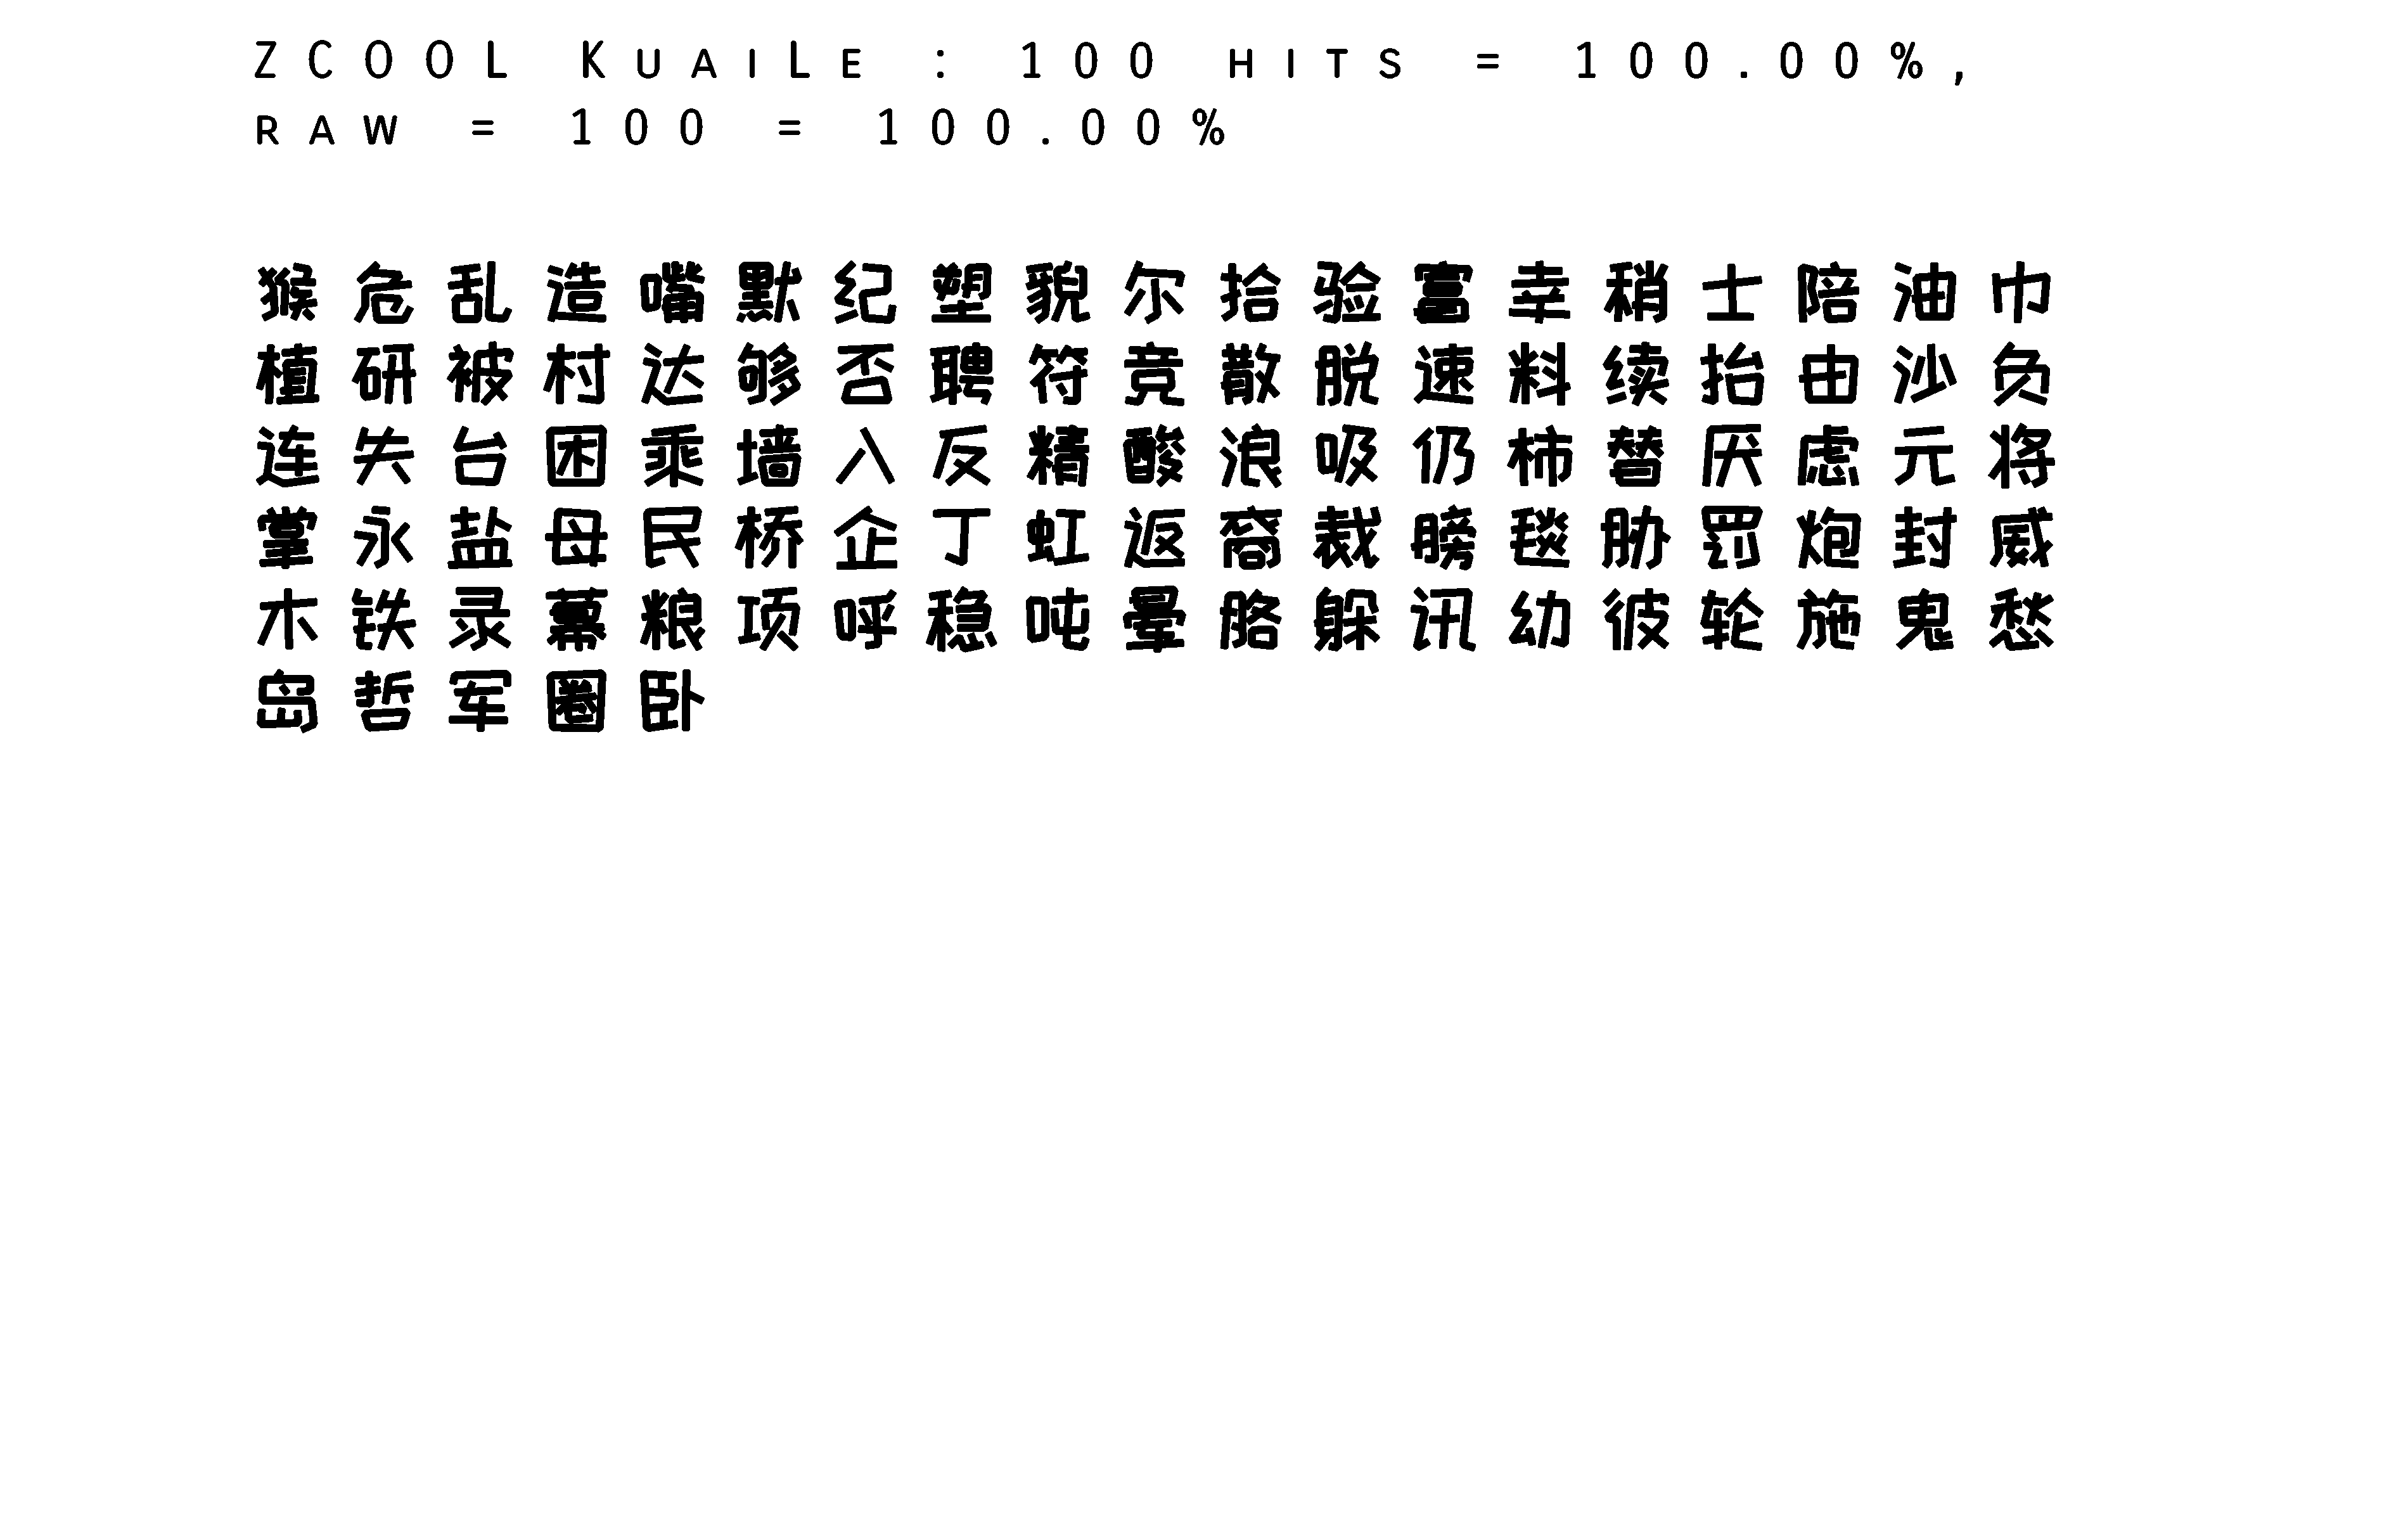 ZCOOL KuaiLe : 100 hits = 100.00%,
raw = 100 = 100.00%
猴危乱造嘴默纪塑貌尔拾验富幸稍士陪油巾
植研被村达够否聘符竞散脱速料续抬由沙负
连失台困乘墙入反精酸浪吸仍柿替厌虑元将
掌永盐母民桥企丁虹返裔裁膀毯胁罚炮封威
木铁录幕粮项呼稳吨晕胳躲讯幼彼轮施鬼愁
岛哲军圈卧